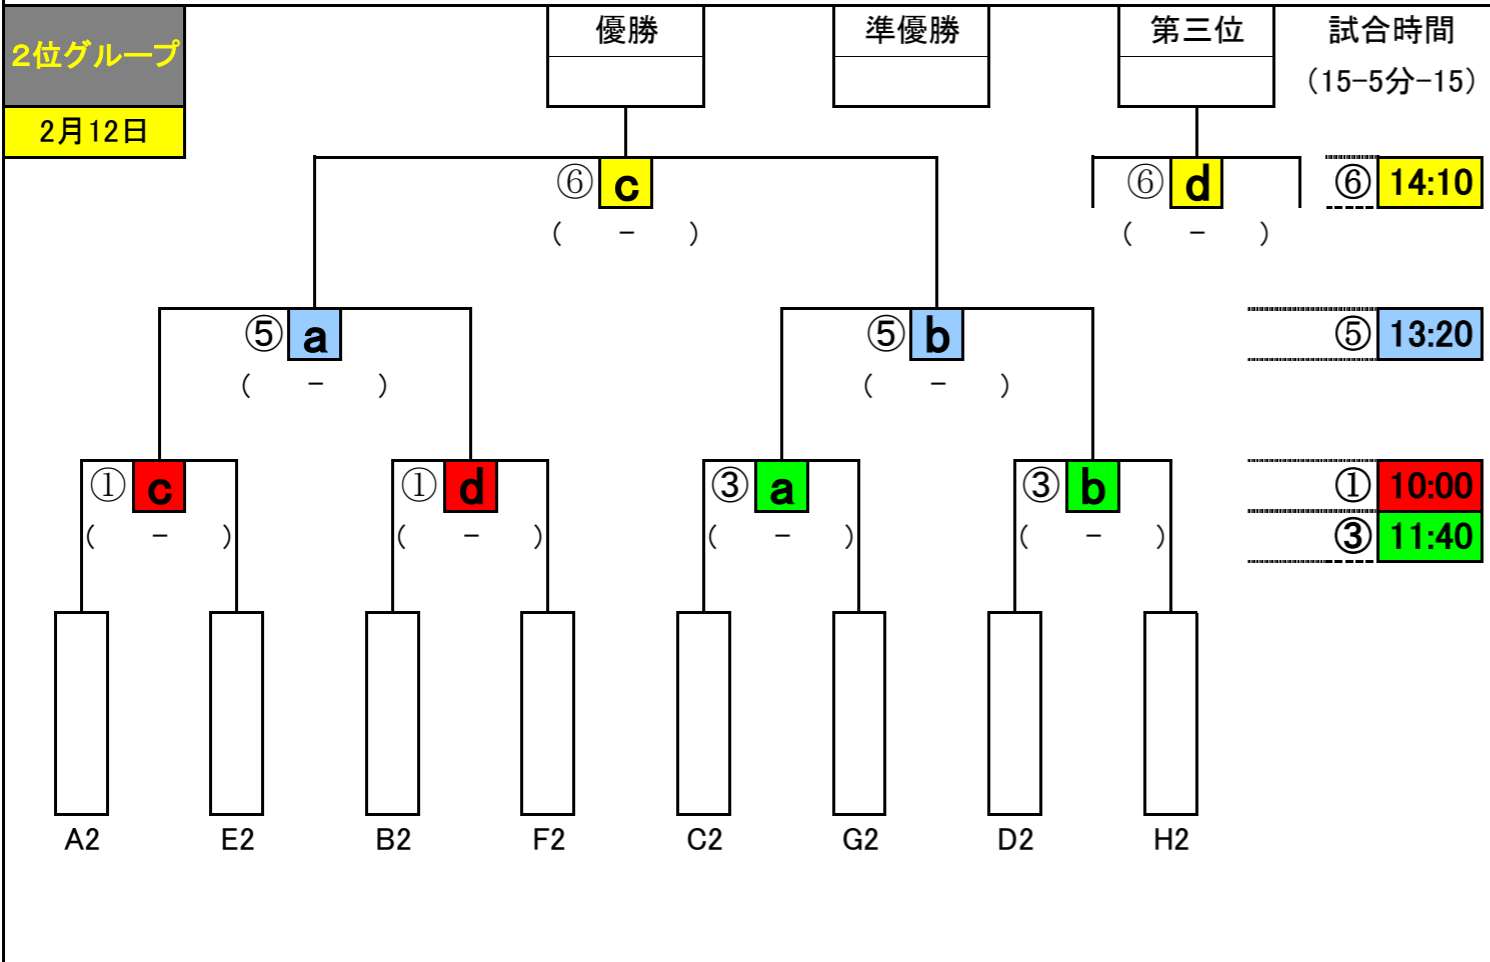 2位グループ
2月12日
優勝
準優勝
第三位
試合時間
（15-5分-15）
⑥ c
( - )
⑥ d
( - )
⑥ 14:10
⑤ a
( - )
⑤ b
( - )
⑤ 13:20
① c
( - )
① d
( - )
③ a
( - )
③ b
( - )
① 10:00
③ 11:40
A2 E2 B2 F2 C2 G2 D2 H2